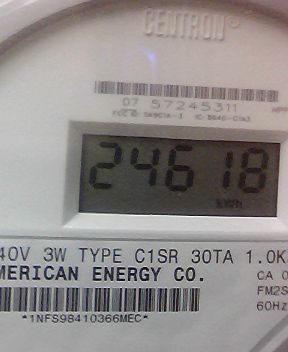 CENTRON®
07 57245311
24618
kWh
40V 3W TYPE C1SR 30TA 1.0K
MERICAN ENERGY CO.
CA 0
FM2S
60Hz
*1NFS98410366MEC*